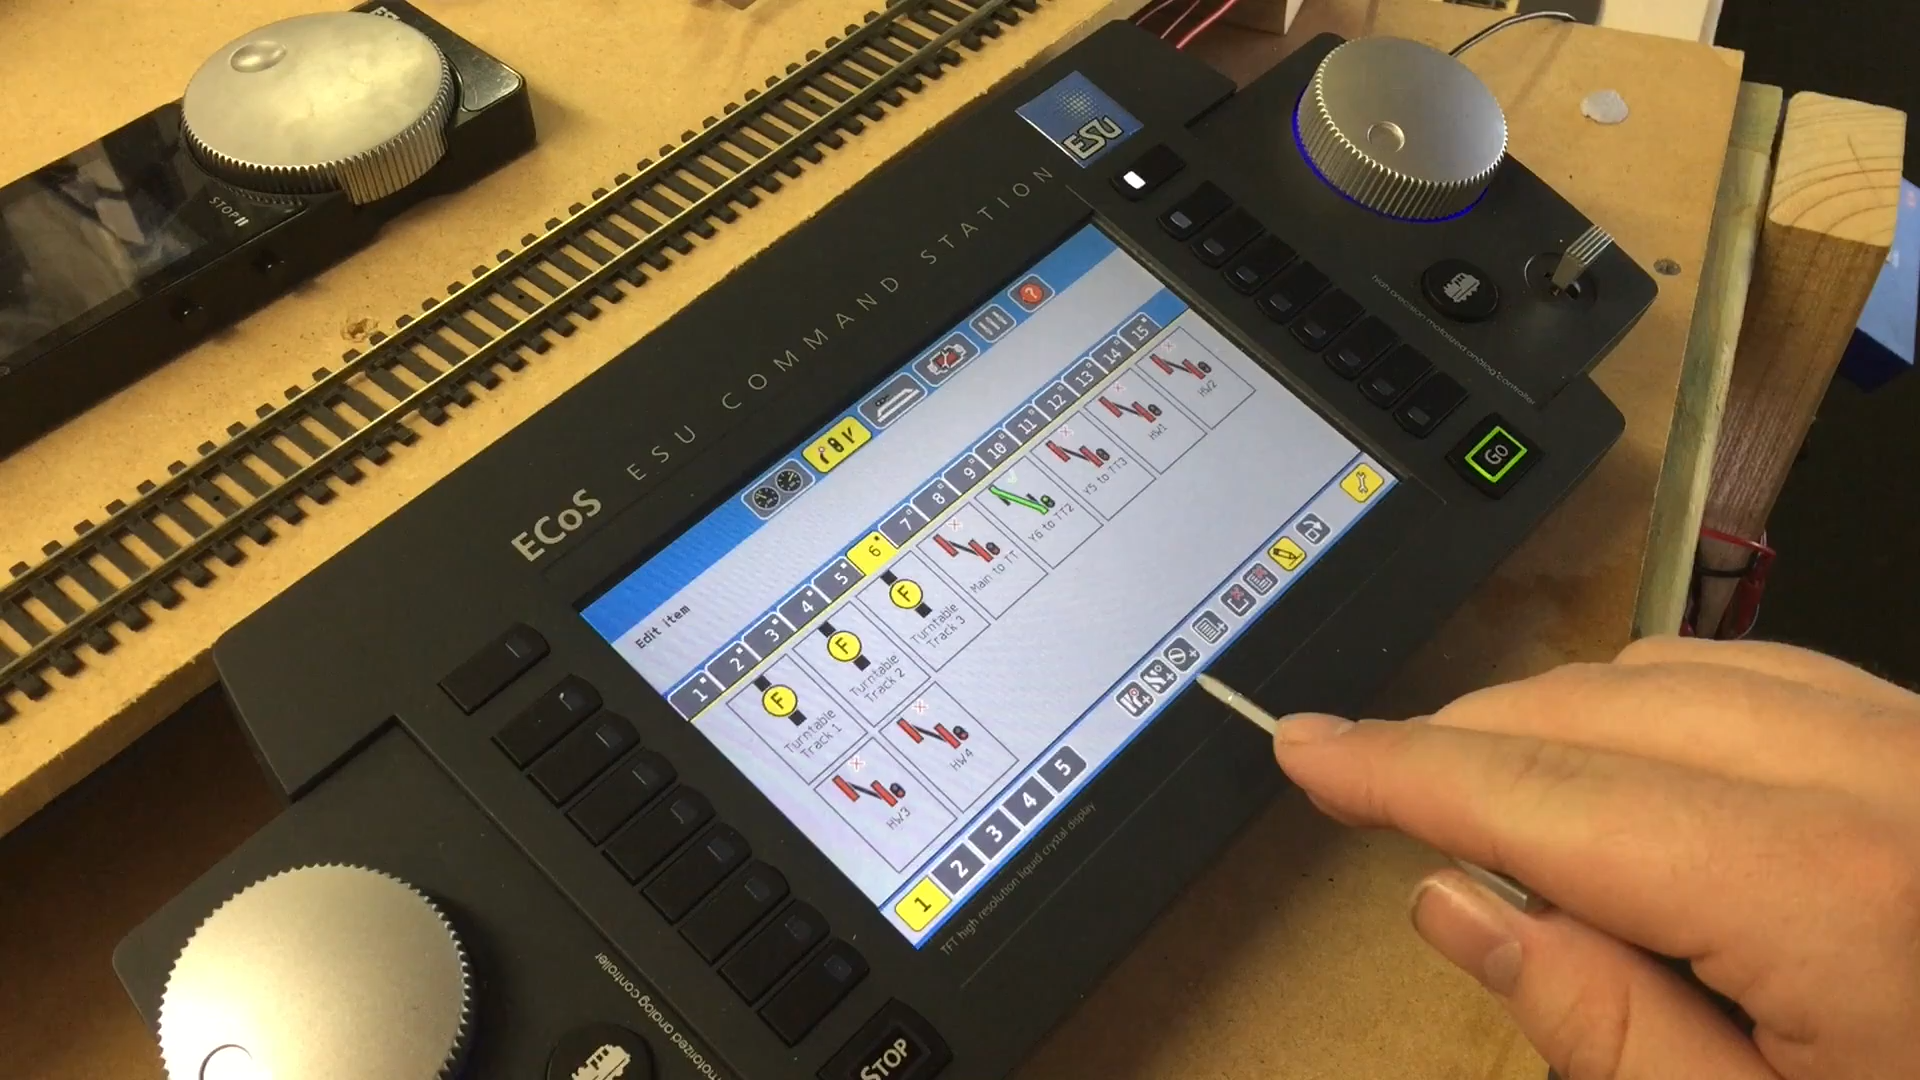 STOP
ESU
ECoS ESU COMMAND STATION
Edit item
1 2 3 4 5 6 7 8 9 10 11 12 13 14 15
F
Turntable
Track 1
F
Turntable
Track 2
F
Turntable
Track 3
Main to TT
Y6 to TT2
Y5 to TT3
HW1
HW2
HW3
HW4
1 2 3 4 5
TFT high resolution liquid crystal display
high precision motorized analog controller
Go
motorized analog controller
STOP